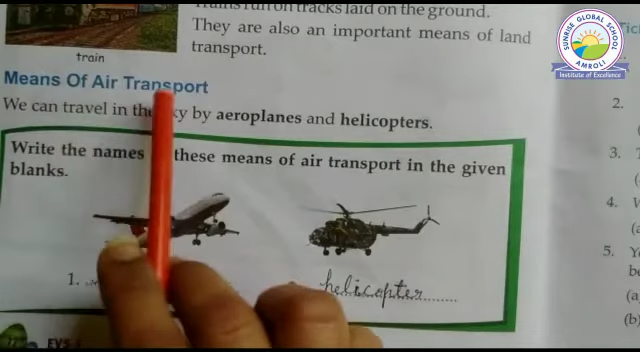 Trains run on tracks laid on the ground.
They are also an important means of land
transport.
train
Means Of Air Transport
We can travel in the sky by aeroplanes and helicopters.
Write the names these means of air transport in the given
blanks.
1.
helicopter
EVS
2.
3.
4.
(a
5.
be
(a)
(b)
SUNRISE GLOBAL SCHOOL
AMROLI
Institute of Excellence